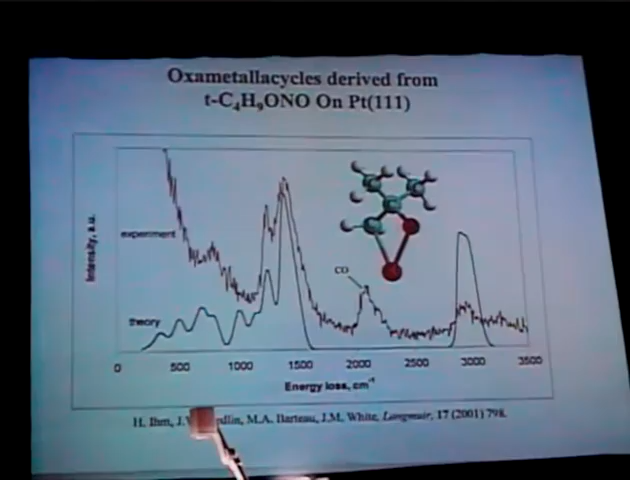 Oxametallacycles derived from
t-C₄H₉ONO On Pt(111)
Intensity, a.u.
experiment
theory
CO
0 500 1000 1500 2000 2500 3000 3500
Energy loss, cm⁻¹
H. Ihm, J. M.A. Barteau, J.M. White, Langmuir, 17 (2001) 798.